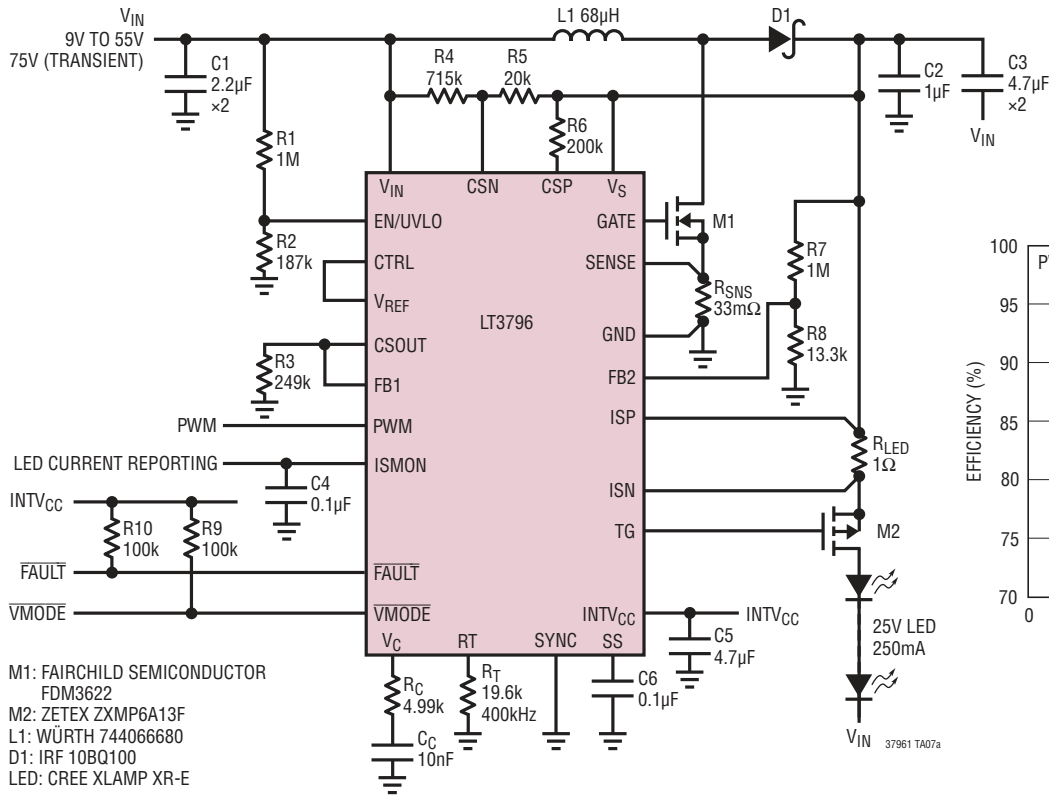 VIN
9V TO 55V
75V (TRANSIENT)
C1
2.2µF
×2
R1
1M
R2
187k
R4
715k
R5
20k
L1 68µH
D1
R6
200k
C2
1µF
C3
4.7µF
×2
VIN
VIN
CSN
CSP
VS
EN/UVLO
CTRL
VREF
CSOUT
FB1
PWM
ISMON
FAULT
VMODE
LT3796
GATE
SENSE
GND
FB2
ISP
ISN
TG
INTVCC
VC
RT
SYNC
SS
R3
249k
PWM
LED CURRENT REPORTING
C4
0.1µF
INTVCC
R10
100k
R9
100k
FAULT
VMODE
M1
RSNS
33mΩ
R7
1M
R8
13.3k
RLED
1Ω
M2
25V LED
250mA
VIN
37961 TA07a
INTVCC
C5
4.7µF
C6
0.1µF
RC
4.99k
CC
10nF
RT
19.6k
400kHz
M1: FAIRCHILD SEMICONDUCTOR
FDM3622
M2: ZETEX ZXMP6A13F
L1: WÜRTH 744066680
D1: IRF 10BQ100
LED: CREE XLAMP XR-E
EFFICIENCY (%)
100
95
90
85
80
75
70
0